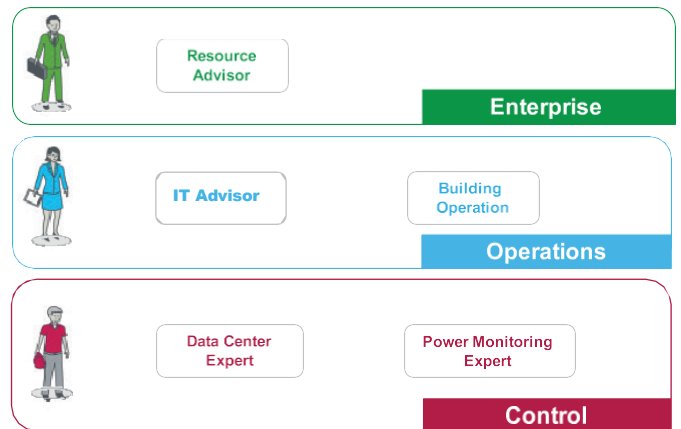 Resource
Advisor
Enterprise
IT Advisor
Building
Operation
Operations
Data Center
Expert
Power Monitoring
Expert
Control